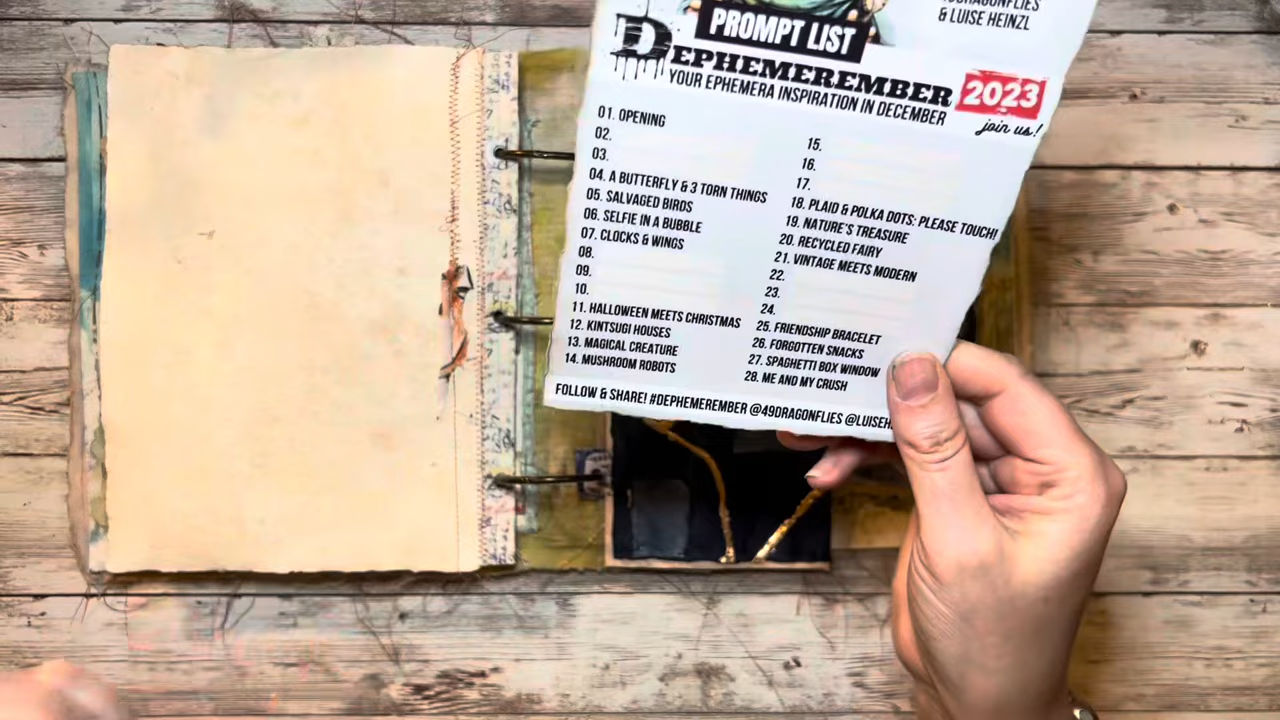 & LUISE HEINZL
PROMPT LIST
DEPHEMEREMBER
2023
YOUR EPHEMERA INSPIRATION IN DECEMBER
join us!
01. OPENING
02.
03.
04. A BUTTERFLY & 3 TORN THINGS
05. SALVAGED BIRDS
06. SELFIE IN A BUBBLE
07. CLOCKS & WINGS
08.
09.
10.
11. HALLOWEEN MEETS CHRISTMAS
12. KINTSUGI HOUSES
13. MAGICAL CREATURE
14. MUSHROOM ROBOTS
15.
16.
17.
18. PLAID & POLKA DOTS: PLEASE TOUCH!
19. NATURE'S TREASURE
20. RECYCLED FAIRY
21. VINTAGE MEETS MODERN
22.
23.
24.
25. FRIENDSHIP BRACELET
26. FORGOTTEN SNACKS
27. SPAGHETTI BOX WINDOW
28. ME AND MY CRUSH
FOLLOW & SHARE! #DEPHEMEREMBER @49DRAGONFLIES